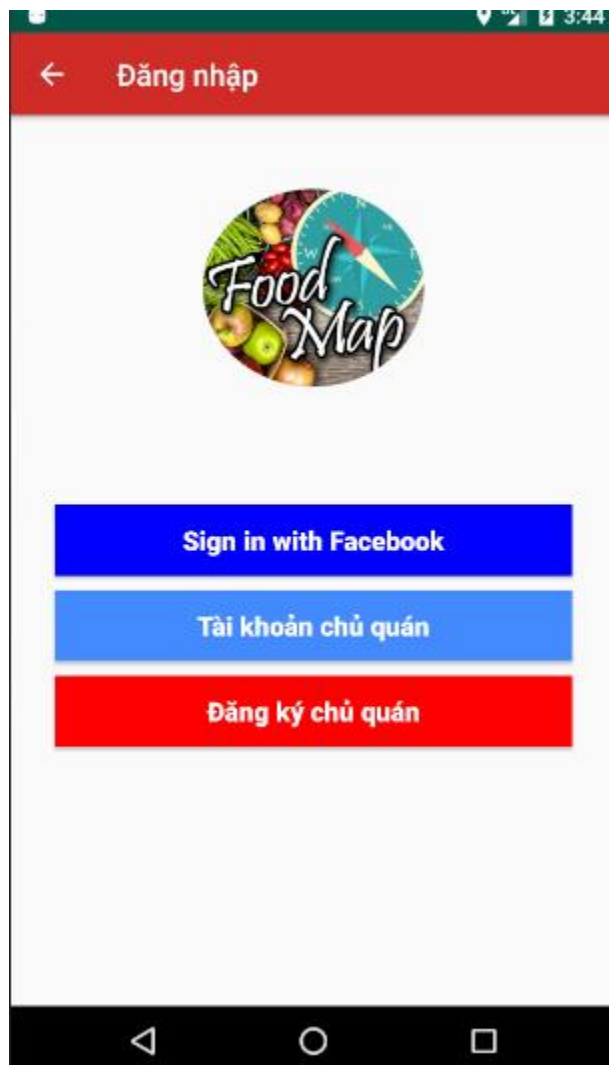 3:44
Đăng nhập
Food
Map
Sign in with Facebook
Tài khoản chủ quán
Đăng ký chủ quán